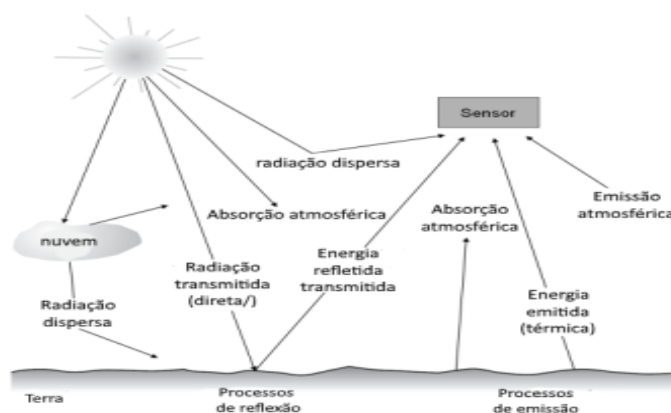 Sensor
radiação dispersa
Absorção atmosférica
Absorção
atmosférica
Emissão
atmosférica
nuvem
Radiação
transmitida
(direta/)
Energia
refletida
transmitida
Radiação
dispersa
Energia
emitida
(térmica)
Terra
Processos
de reflexão
Processos
de emissão